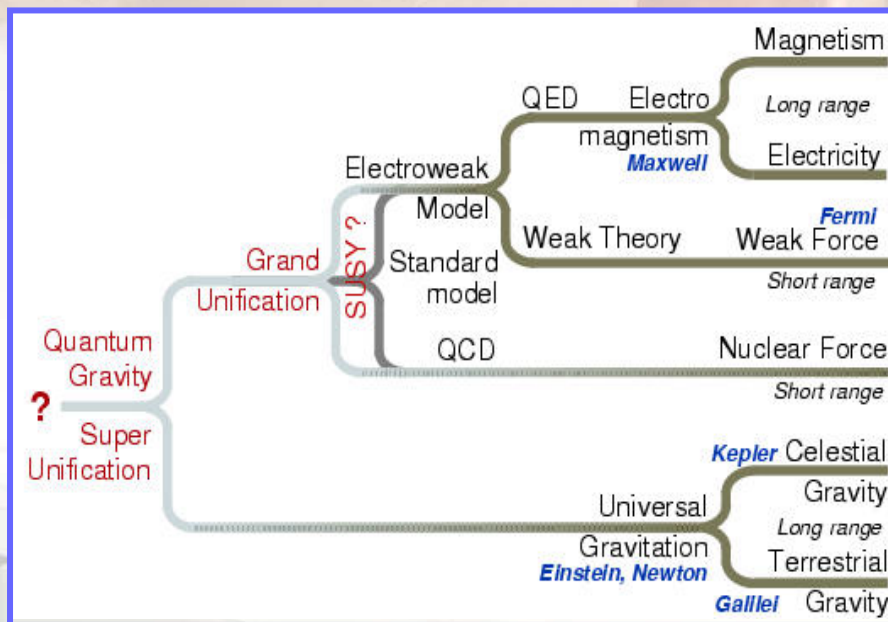 Magnetism
QED
Electro
Long range
magnetism
Maxwell
Electricity
Electroweak
Model
Fermi
Weak Theory
Weak Force
Short range
SUSY ?
Standard
model
Grand
Unification
QCD
Nuclear Force
Short range
Quantum
Gravity
?
Super
Unification
Kepler Celestial
Gravity
Universal
Long range
Gravitation
Terrestrial
Einstein, Newton
Galilei Gravity